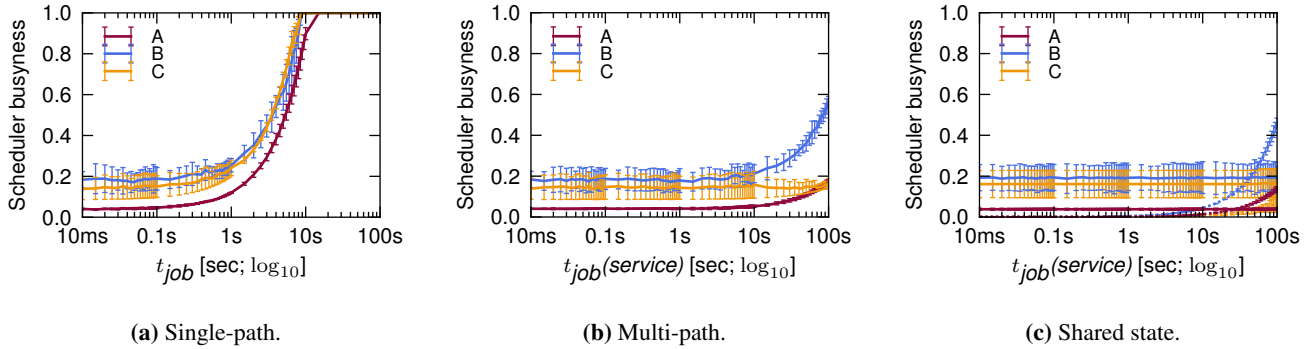 Scheduler busyness
1.0
0.8
0.6
0.4
0.2
0.0
A
B
C
10ms 0.1s 1s 10s 100s
t_job [sec; log₁₀]
(a) Single-path.
Scheduler busyness
1.0
0.8
0.6
0.4
0.2
0.0
A
B
C
10ms 0.1s 1s 10s 100s
t_job(service) [sec; log₁₀]
(b) Multi-path.
Scheduler busyness
1.0
0.8
0.6
0.4
0.2
0.0
A
B
C
10ms 0.1s 1s 10s 100s
t_job(service) [sec; log₁₀]
(c) Shared state.